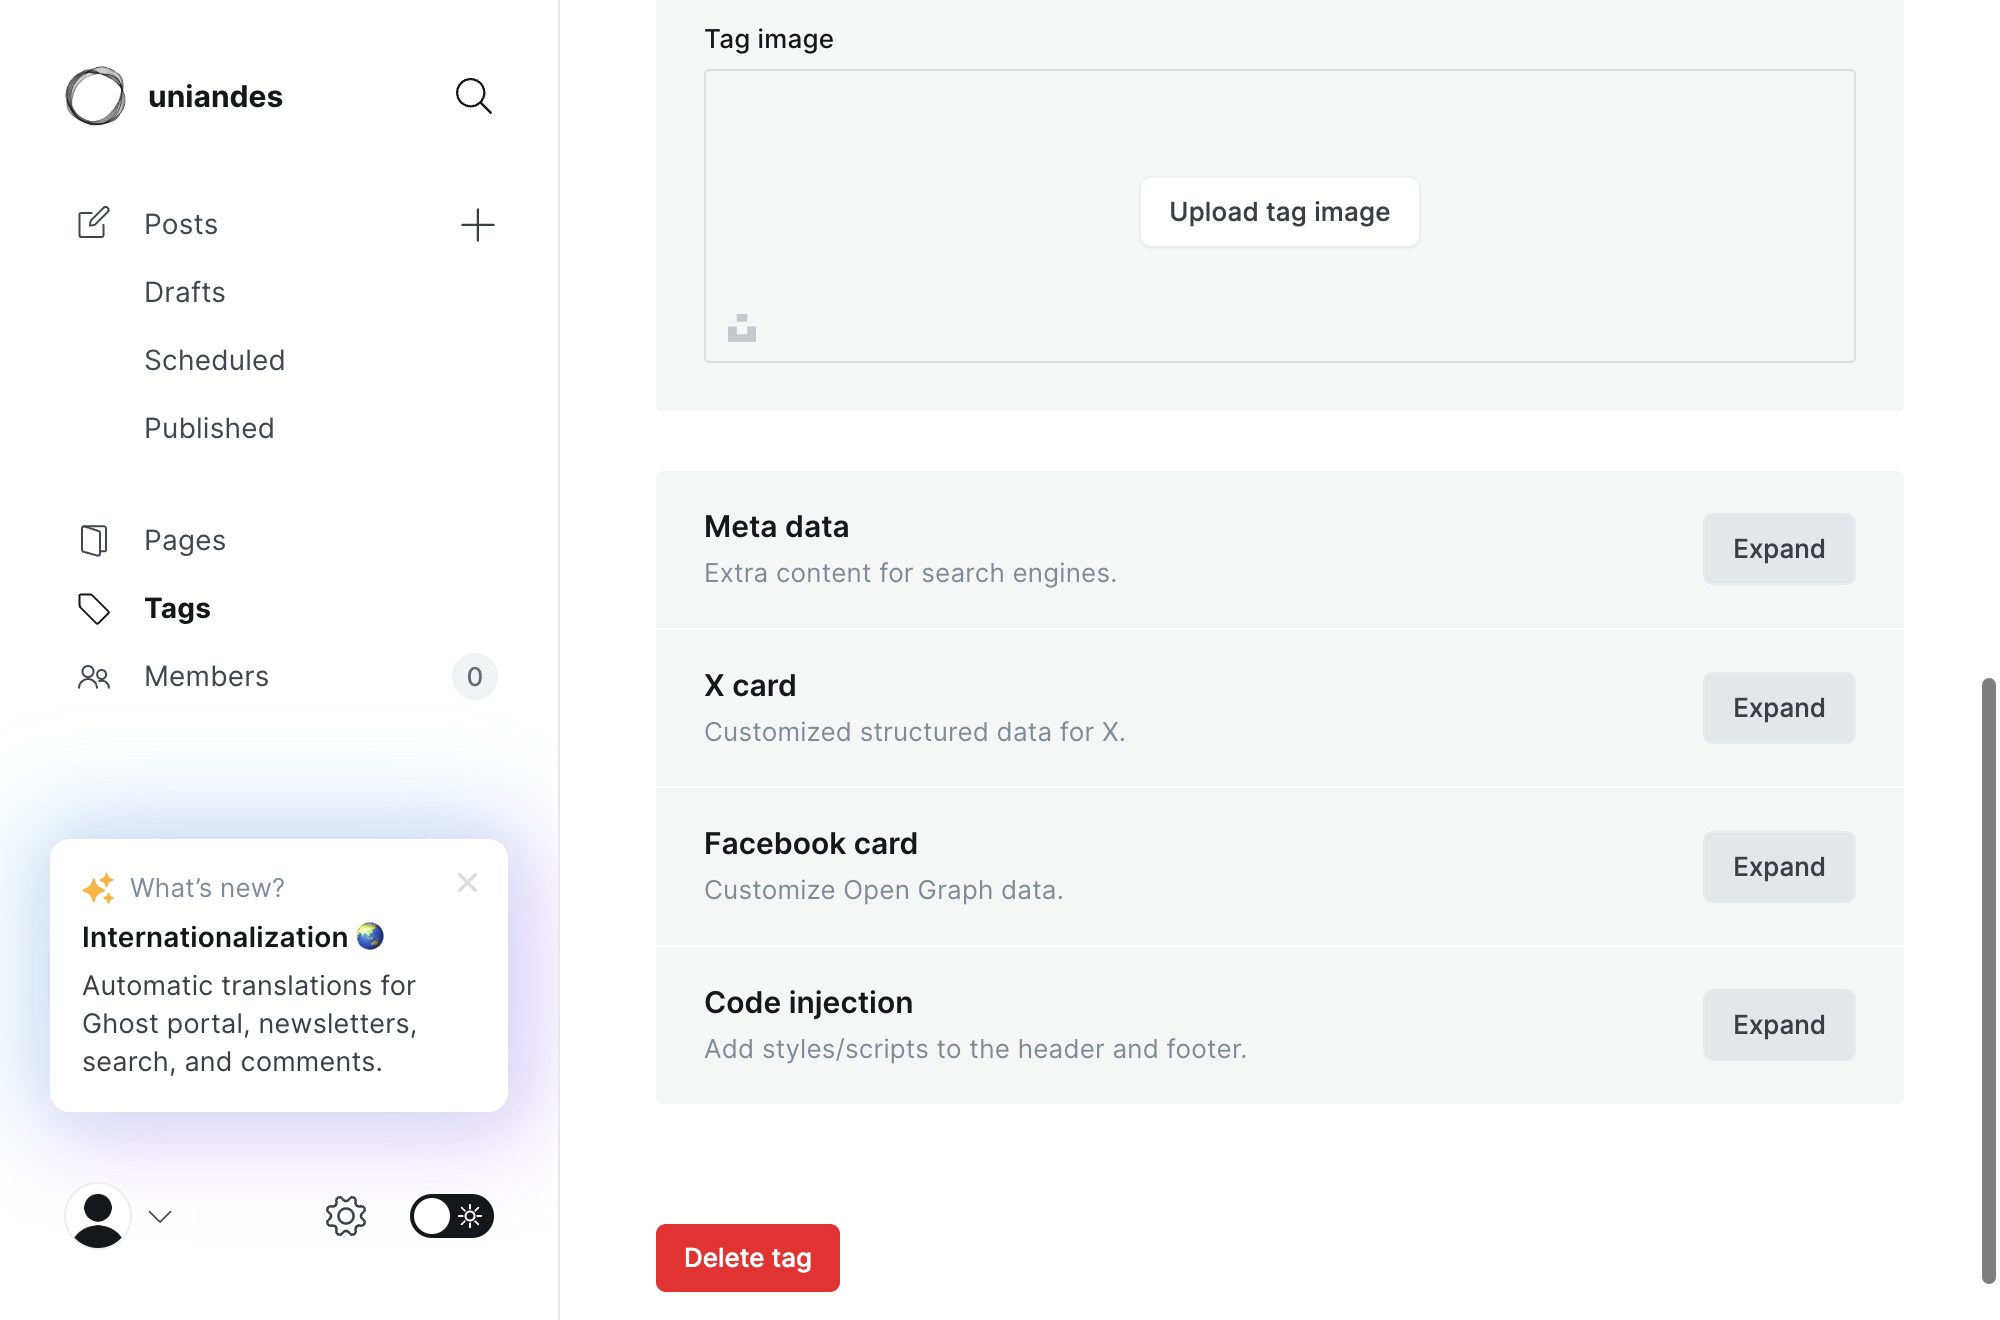 uniandes
Posts
Drafts
Scheduled
Published
Pages
Tags
Members
0
What’s new?
Internationalization 🌏
Automatic translations for
Ghost portal, newsletters,
search, and comments.
Tag image
Upload tag image
Meta data
Extra content for search engines.
Expand
X card
Customized structured data for X.
Expand
Facebook card
Customize Open Graph data.
Expand
Code injection
Add styles/scripts to the header and footer.
Expand
Delete tag